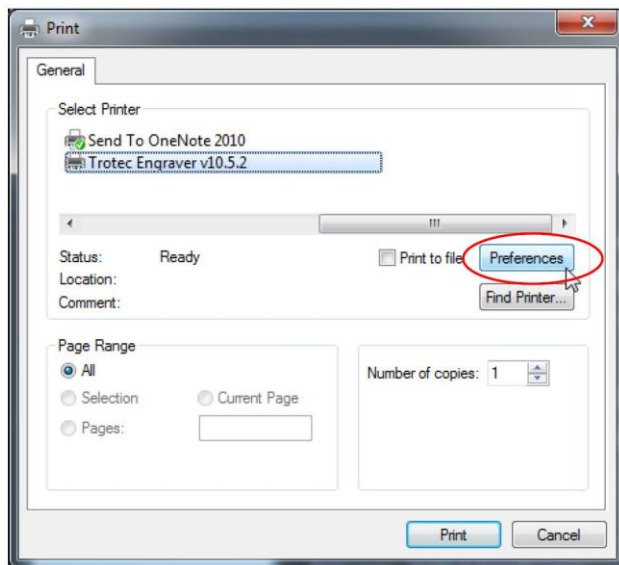 Print
General
Select Printer
Send To OneNote 2010
Trotec Engraver v10.5.2
Status: Ready
Print to file
Preferences
Location:
Comment:
Find Printer...
Page Range
All
Selection
Current Page
Pages:
Number of copies: 1
Print
Cancel